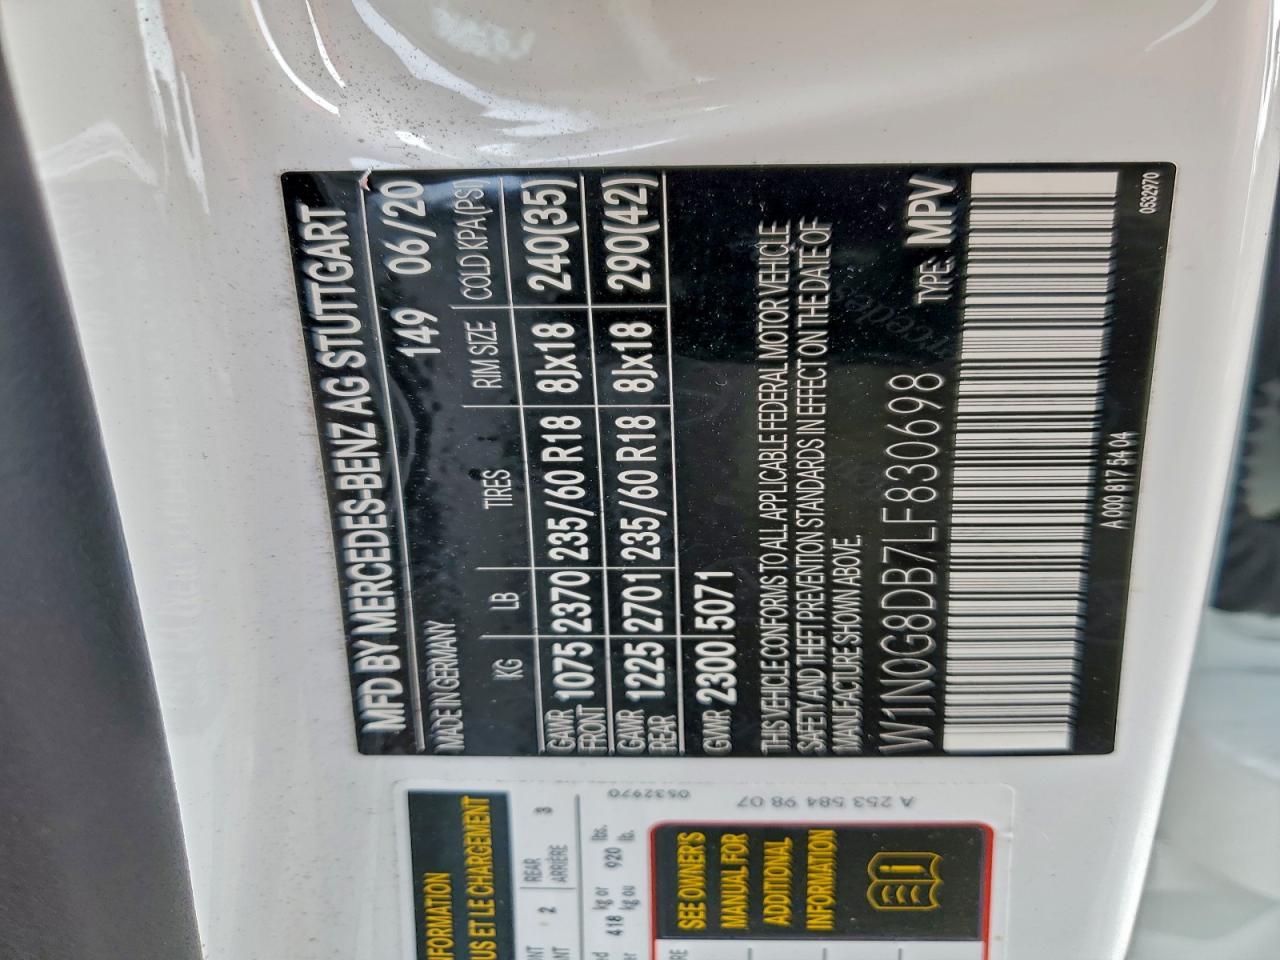 MFD BY MERCEDES-BENZ AG STUTTGART
MADE IN GERMANY. 149 06/20
KG LB TIRES RIM SIZE COLD KPA(PSI)
GAWR FRONT 1075 2370 235/60 R18 8Jx18 240(35)
GAWR REAR 1225 2701 235/60 R18 8Jx18 290(42)
GVWR 2300 5071
THIS VEHICLE CONFORMS TO ALL APPLICABLE FEDERAL MOTOR VEHICLE
SAFETY AND THEFT PREVENTION STANDARDS IN EFFECT ON THE DATE OF
MANUFACTURE SHOWN ABOVE.
W1N0G8DB7LF830698 TYPE: MPV
A 000 817 54 04
0532970
US ET LE CHARGEMENT
2 REAR ARRIÈRE 3
418 kg or 920 lbs.
kg ou lb.
SEE OWNER'S
MANUAL FOR
ADDITIONAL
INFORMATION
0532970
A 253 584 98 07